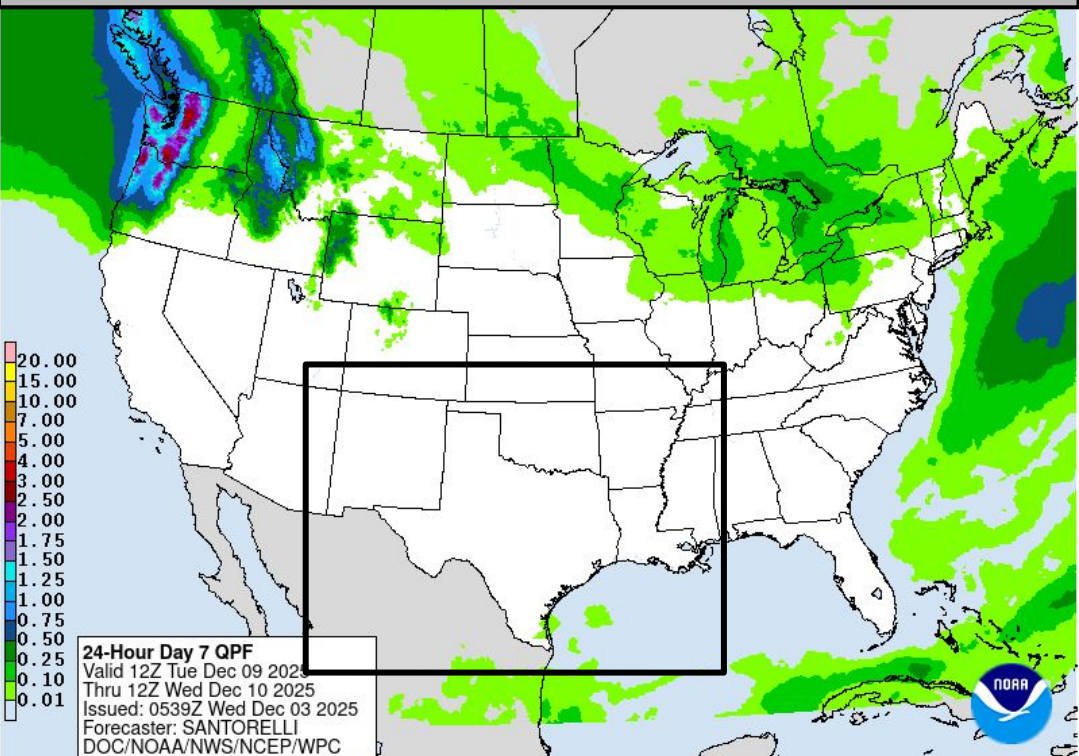 20.00
15.00
10.00
7.00
5.00
4.00
3.00
2.50
2.00
1.75
1.50
1.25
1.00
0.75
0.50
0.25
0.10
0.01
24-Hour Day 7 QPF
Valid 12Z Tue Dec 09 2025
Thru 12Z Wed Dec 10 2025
Issued: 0539Z Wed Dec 03 2025
Forecaster: SANTORELLI
DOC/NOAA/NWS/NCEP/WPC
NOAA